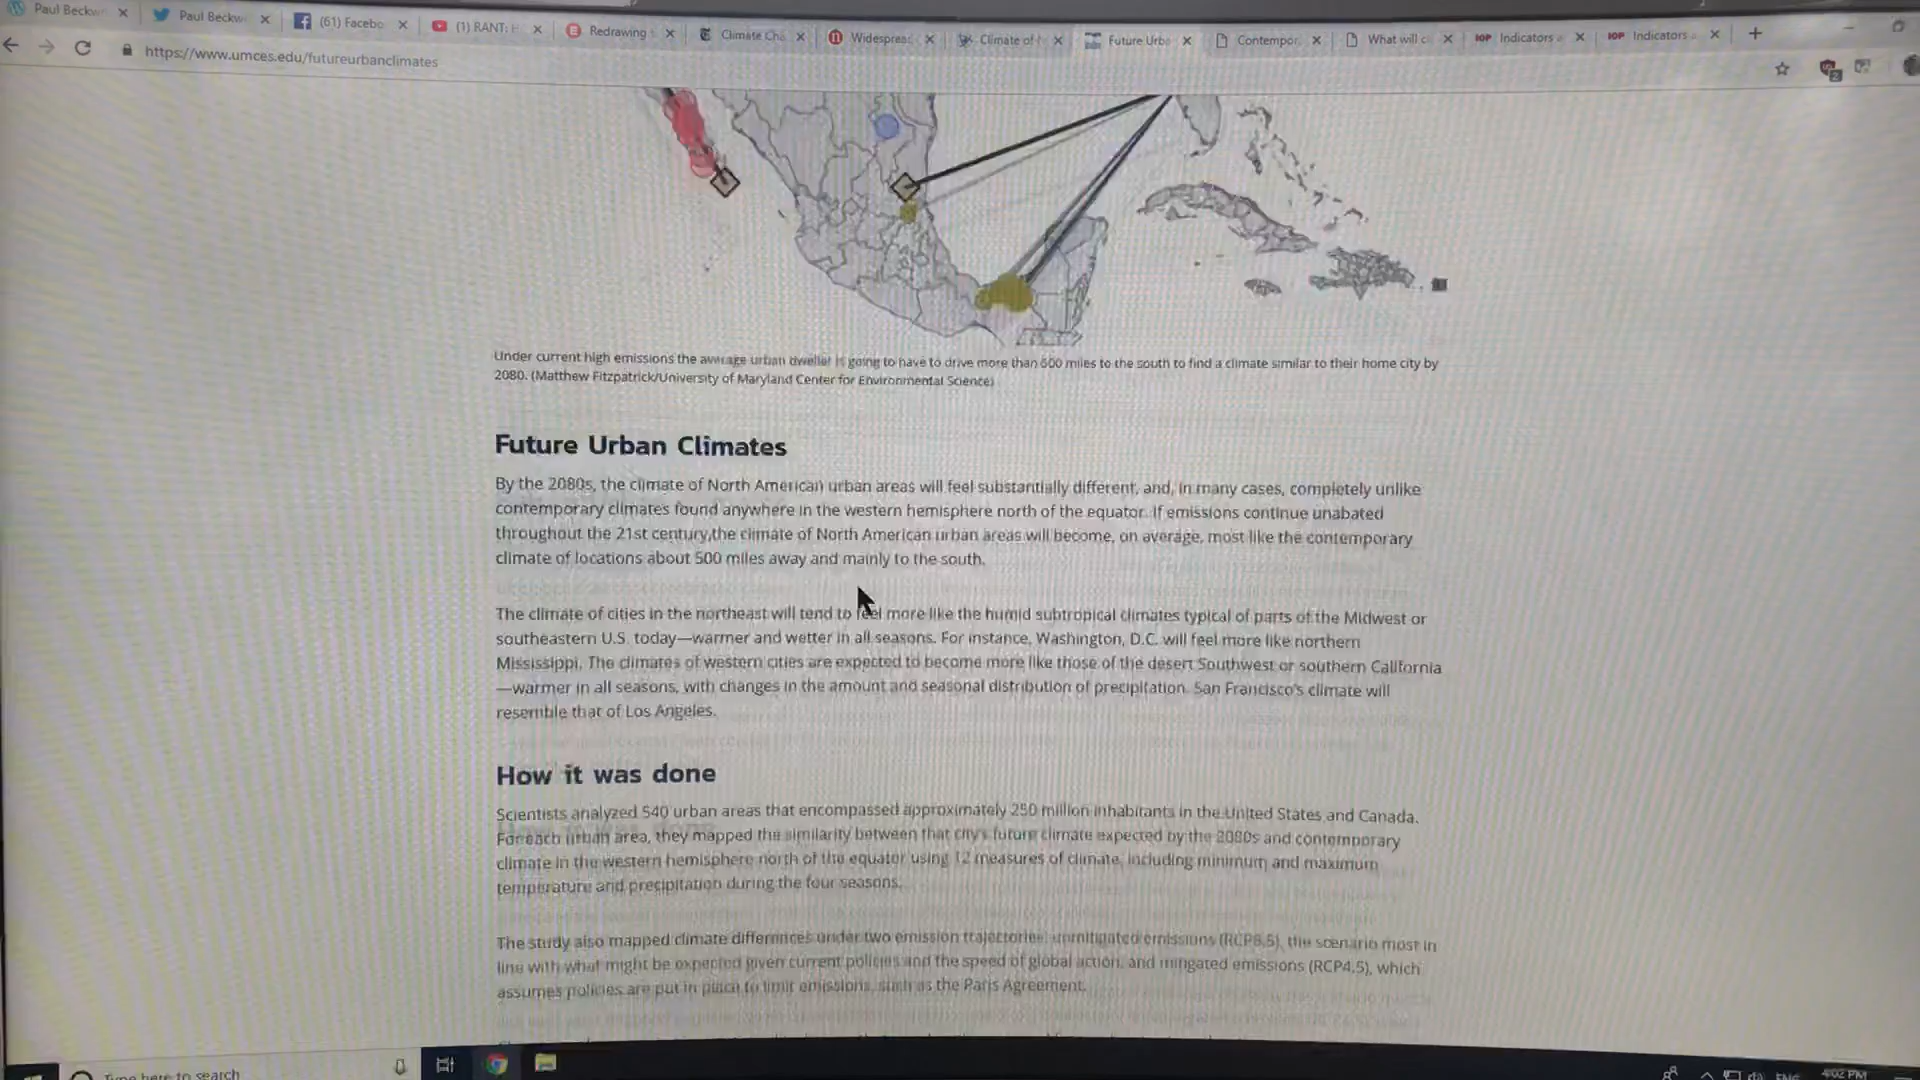 Paul Beckw
Paul Beckw
(61) Facebo
(1) RANT: H
Redrawing
Climate Cha
Widespread
Climate of
Future Urba
Contempor
What will c
IOP Indicators
IOP Indicators
https://www.umces.edu/futureurbanclimates
Under current high emissions the average urban dweller is going to have to drive more than 500 miles to the south to find a climate similar to their home city by
2080. (Matthew Fitzpatrick/University of Maryland Center for Environmental Science)
Future Urban Climates
By the 2080s, the climate of North American urban areas will feel substantially different, and, in many cases, completely unlike
contemporary climates found anywhere in the western hemisphere north of the equator. If emissions continue unabated
throughout the 21st century,the climate of North American urban areas will become, on average, most like the contemporary
climate of locations about 500 miles away and mainly to the south.
The climate of cities in the northeast will tend to feel more like the humid subtropical climates typical of parts of the Midwest or
southeastern U.S. today—warmer and wetter in all seasons. For instance, Washington, D.C. will feel more like northern
Mississippi. The climates of western cities are expected to become more like those of the desert Southwest or southern California
—warmer in all seasons, with changes in the amount and seasonal distribution of precipitation. San Francisco's climate will
resemble that of Los Angeles.
How it was done
Scientists analyzed 540 urban areas that encompassed approximately 250 million inhabitants in the United States and Canada.
For each urban area, they mapped the similarity between that city's future climate expected by the 2080s and contemporary
climate in the western hemisphere north of the equator using 12 measures of climate, including minimum and maximum
temperature and precipitation during the four seasons.
The study also mapped climate differences under two emission trajectories: unmitigated emissions (RCP8.5), the scenario most in
line with what might be expected given current policies and the speed of global action, and mitigated emissions (RCP4.5), which
assumes policies are put in place to limit emissions, such as the Paris Agreement.
Type here to search
ENG
4:02 PM